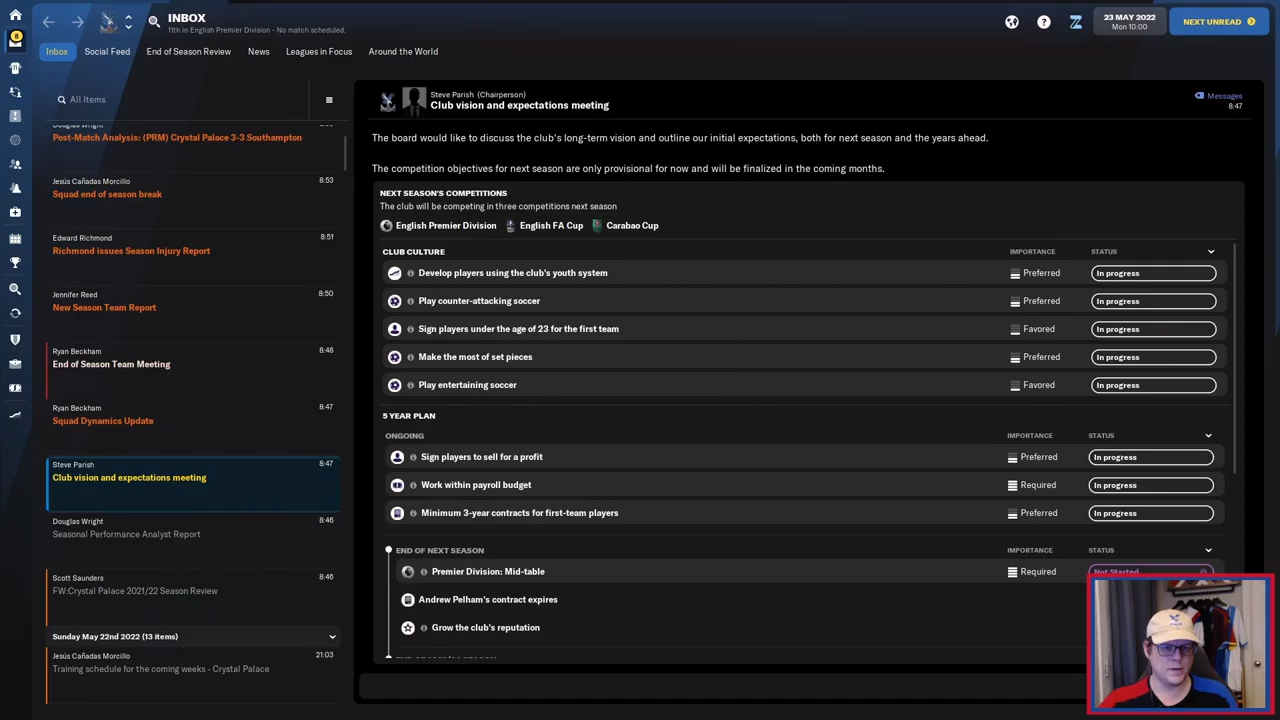 INBOX
11th in English Premier Division - No match scheduled.
23 MAY 2022
Mon 10:00
NEXT UNREAD
8
Inbox
Social Feed
End of Season Review
News
Leagues in Focus
Around the World
All Items
Douglas Wright
Post-Match Analysis: (PRM) Crystal Palace 3-3 Southampton
Jesús Cañadas Morcillo
8:53
Squad end of season break
Edward Richmond
8:51
Richmond issues Season Injury Report
Jennifer Reed
8:50
New Season Team Report
Ryan Beckham
8:48
End of Season Team Meeting
Ryan Beckham
8:47
Squad Dynamics Update
Steve Parish
8:47
Club vision and expectations meeting
Douglas Wright
8:46
Seasonal Performance Analyst Report
Scott Saunders
8:46
FW:Crystal Palace 2021/22 Season Review
Sunday May 22nd 2022 (13 items)
Jesús Cañadas Morcillo
21:03
Training schedule for the coming weeks - Crystal Palace
Steve Parish (Chairperson)
Club vision and expectations meeting
Messages
8:47
The board would like to discuss the club's long-term vision and outline our initial expectations, both for next season and the years ahead.
The competition objectives for next season are only provisional for now and will be finalized in the coming months.
NEXT SEASON'S COMPETITIONS
The club will be competing in three competitions next season
English Premier Division
English FA Cup
Carabao Cup
CLUB CULTURE
IMPORTANCE
STATUS
Develop players using the club's youth system
Preferred
In progress
Play counter-attacking soccer
Preferred
In progress
Sign players under the age of 23 for the first team
Favored
In progress
Make the most of set pieces
Preferred
In progress
Play entertaining soccer
Favored
In progress
5 YEAR PLAN
ONGOING
IMPORTANCE
STATUS
Sign players to sell for a profit
Preferred
In progress
Work within payroll budget
Required
In progress
Minimum 3-year contracts for first-team players
Preferred
In progress
END OF NEXT SEASON
IMPORTANCE
STATUS
Premier Division: Mid-table
Required
Not Started
Andrew Pelham's contract expires
Grow the club's reputation